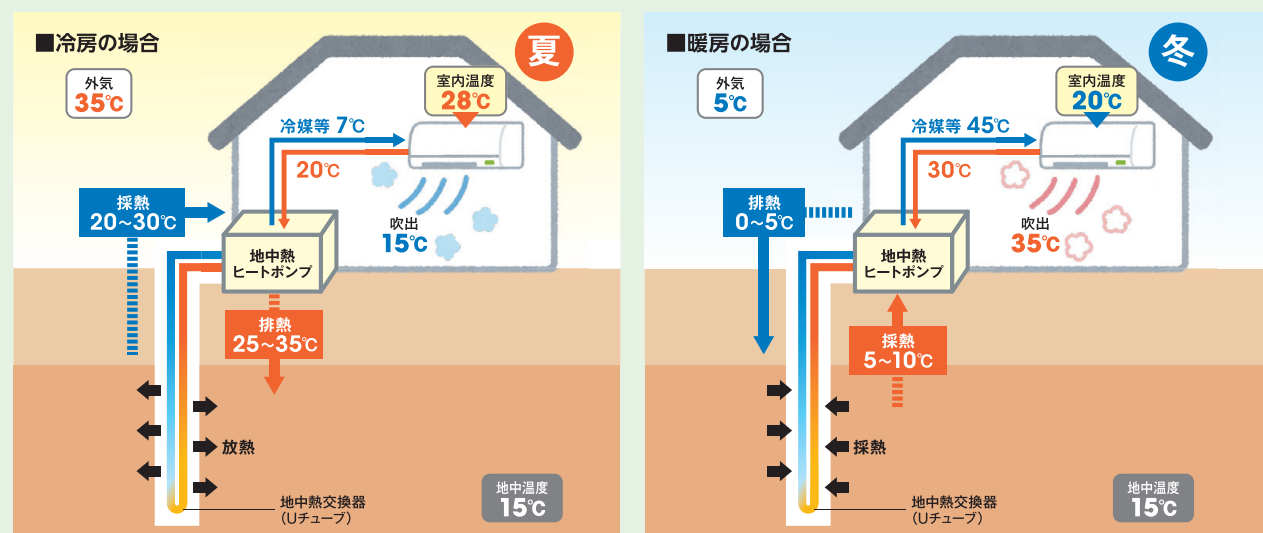 ■冷房の場合
夏
外気
35℃
室内温度
28℃
冷媒等 7℃
20℃
採熱
20～30℃
吹出
15℃
地中熱
ヒートポンプ
排熱
25～35℃
放熱
地中熱交換器
（Uチューブ）
地中温度
15℃
■暖房の場合
冬
外気
5℃
室内温度
20℃
冷媒等 45℃
30℃
排熱
0～5℃
吹出
35℃
地中熱
ヒートポンプ
採熱
5～10℃
採熱
地中熱交換器
（Uチューブ）
地中温度
15℃